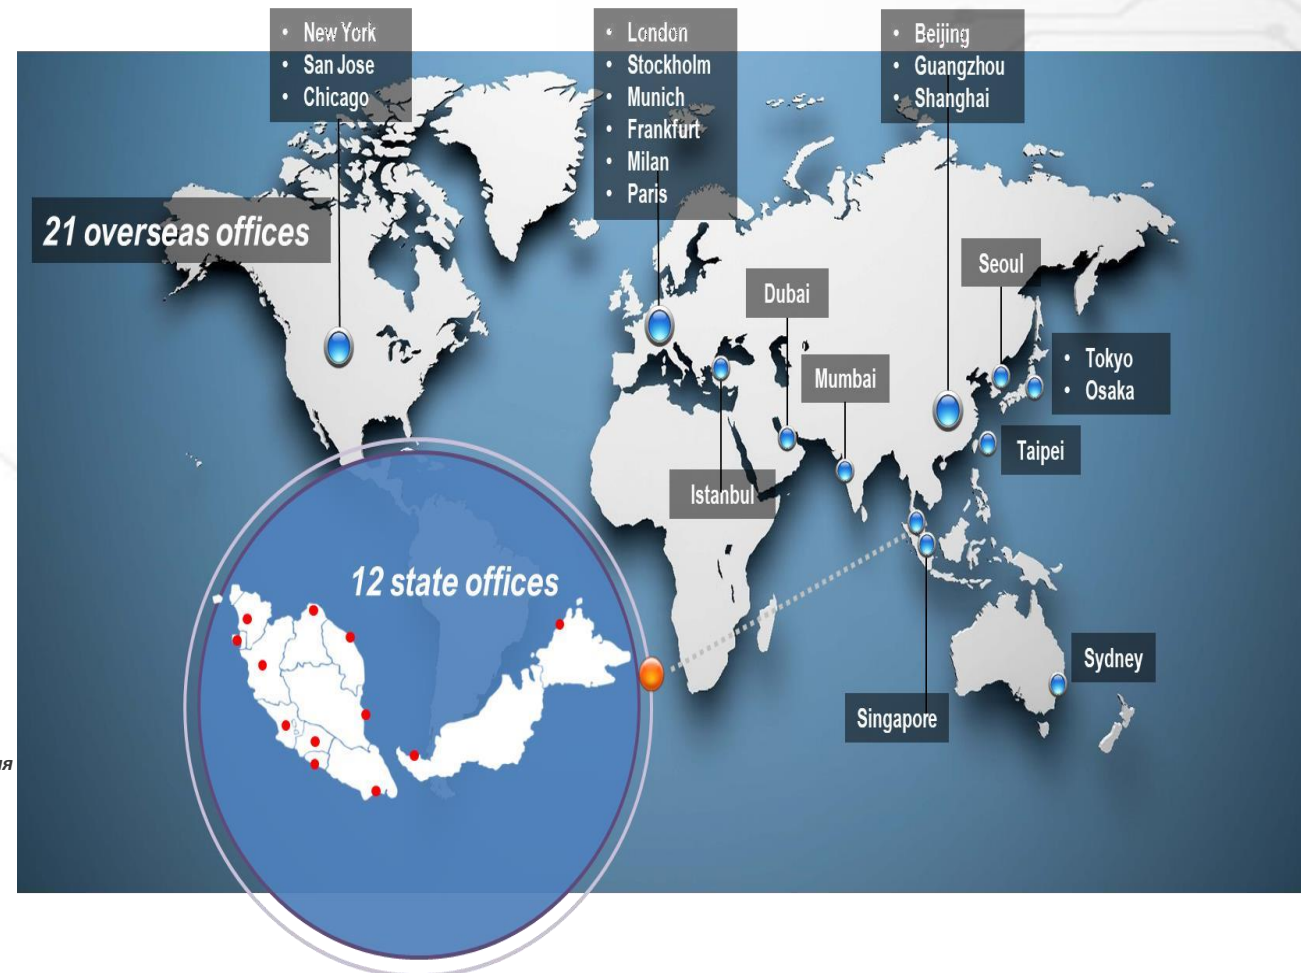 • New York
• San Jose
• Chicago
• London
• Stockholm
• Munich
• Frankfurt
• Milan
• Paris
• Beijing
• Guangzhou
• Shanghai
21 overseas offices
Seoul
Dubai
• Tokyo
• Osaka
Mumbai
Taipei
Istanbul
12 state offices
Sydney
Singapore